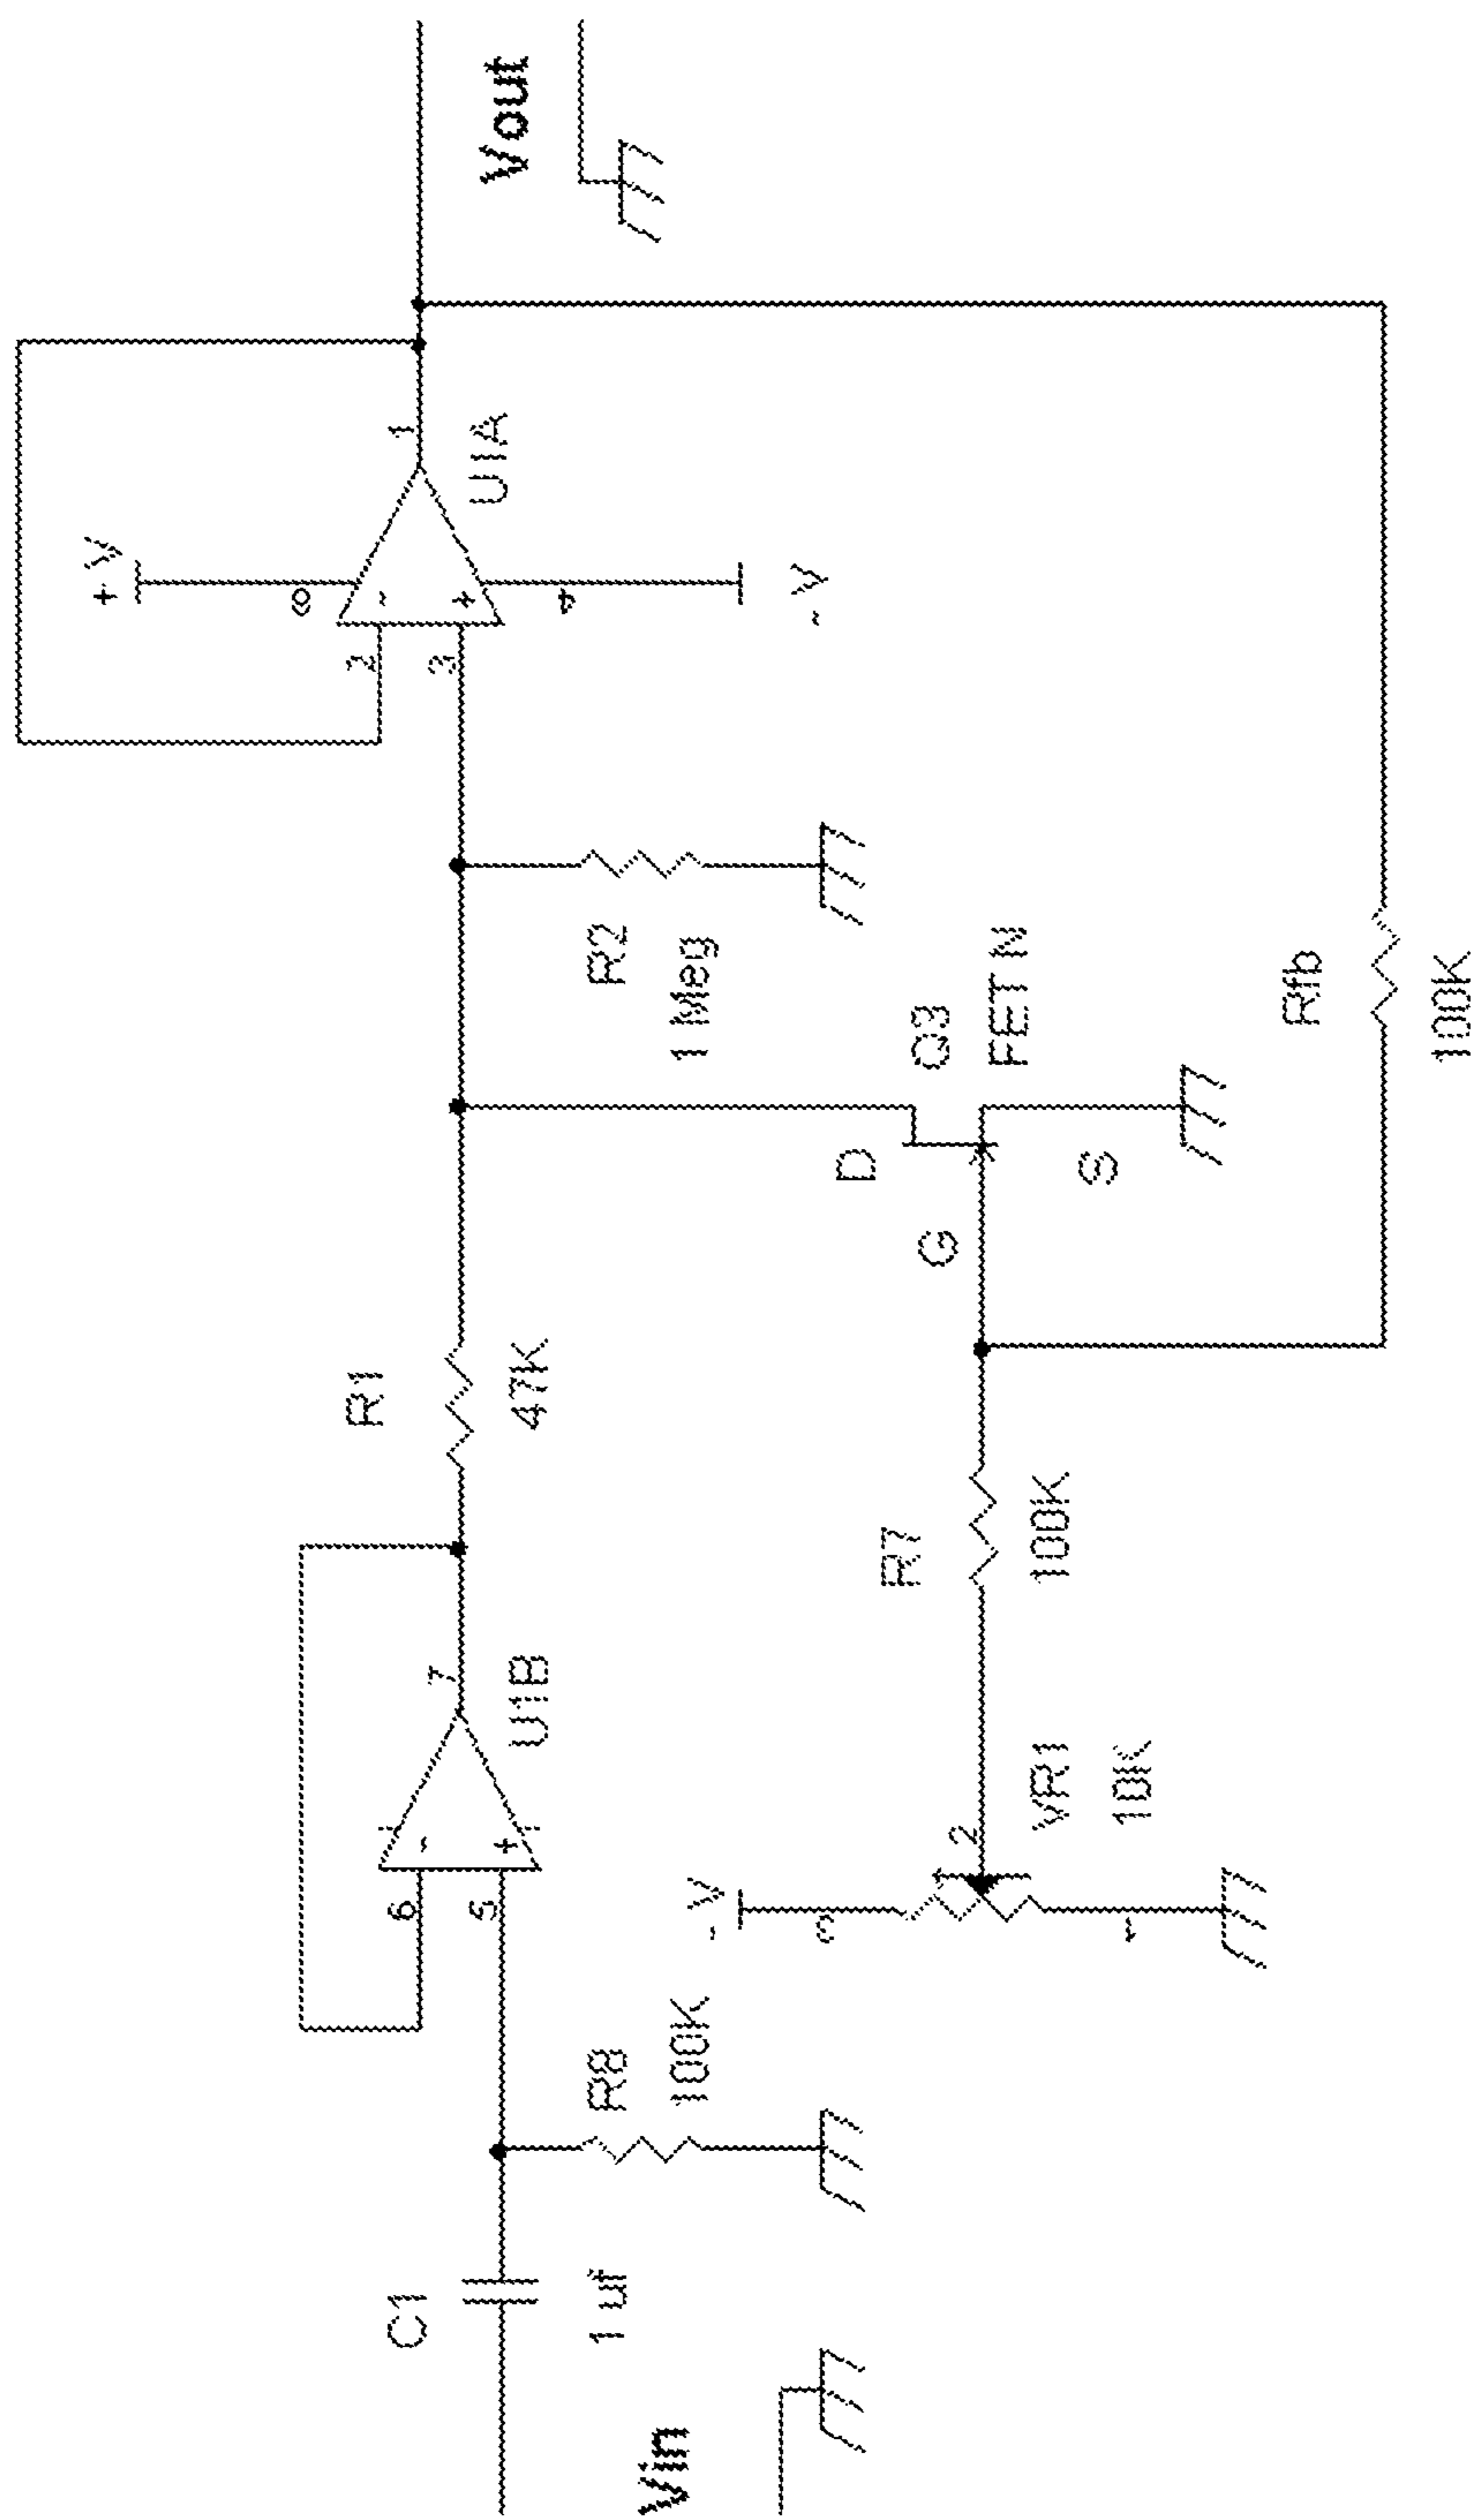 Vin
C1
1 uf
R8
100K
6
5
-
+
7
U1B
R1
47K
-V
3
2
1
VR1
10K
R7
100K
G
D
S
Q3
FET N
R2
1 Meg
Rfb
100K
2
3
-
+
+V
8
4
-V
1
U1A
Vout